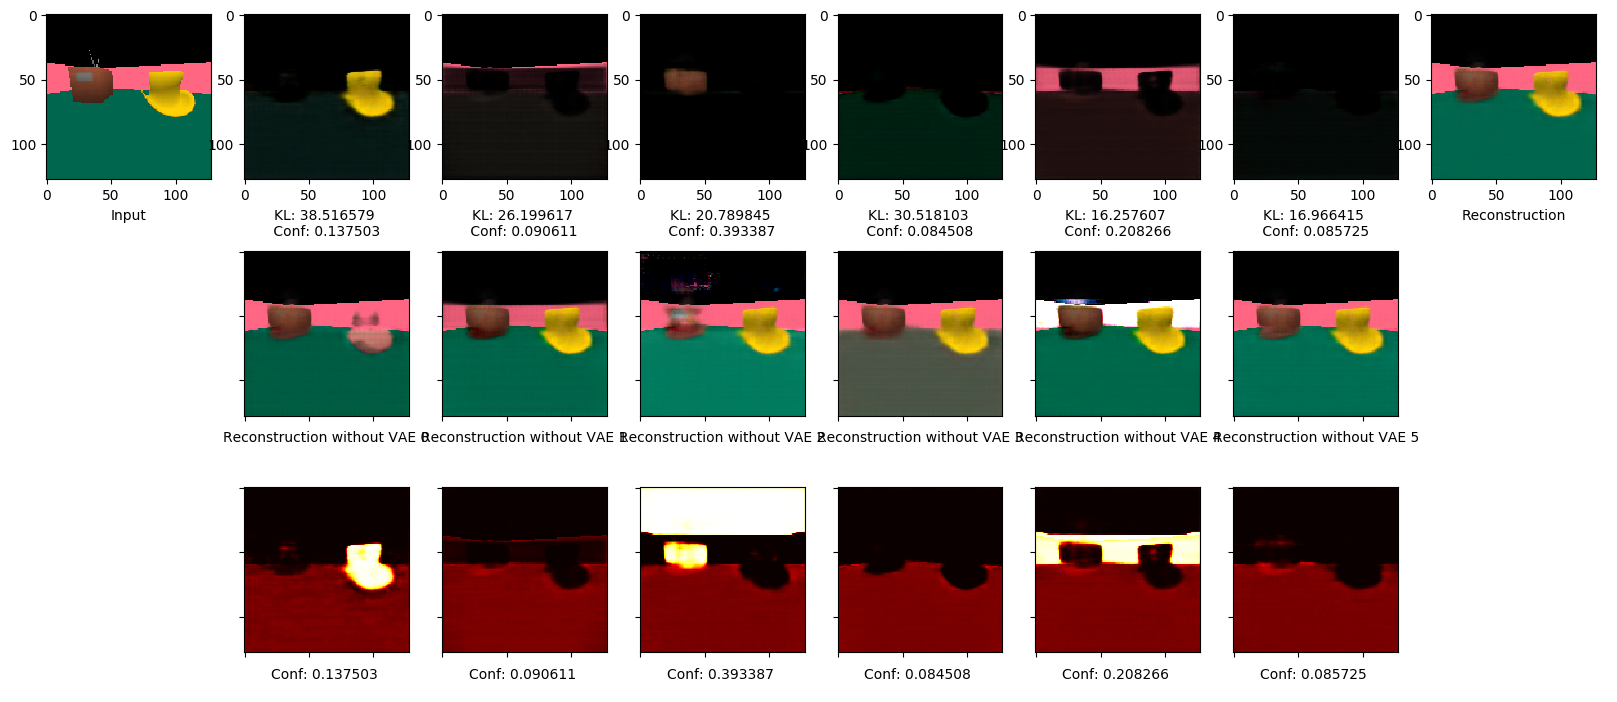 0
50
100
0
50
100
Input
0
50
100
0
50
100
KL: 38.516579
Conf: 0.137503
0
50
100
0
50
100
KL: 26.199617
Conf: 0.090611
0
50
100
0
50
100
KL: 20.789845
Conf: 0.393387
0
50
100
0
50
100
KL: 30.518103
Conf: 0.084508
0
50
100
0
50
100
KL: 16.257607
Conf: 0.208266
0
50
100
0
50
100
KL: 16.966415
Conf: 0.085725
0
50
100
0
50
100
Reconstruction
Reconstruction without VAE 0
Reconstruction without VAE 1
Reconstruction without VAE 2
Reconstruction without VAE 3
Reconstruction without VAE 4
Reconstruction without VAE 5
Conf: 0.137503
Conf: 0.090611
Conf: 0.393387
Conf: 0.084508
Conf: 0.208266
Conf: 0.085725